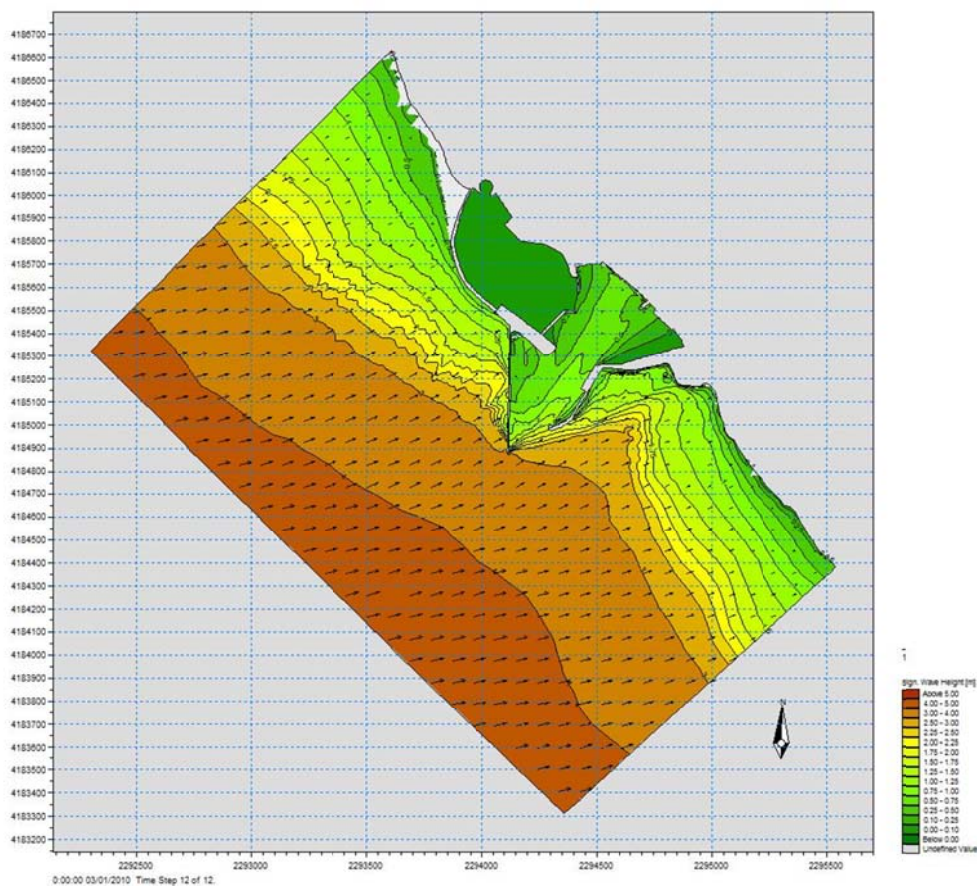 4186700
4186600
4186500
4186400
4186300
4186200
4186100
4186000
4185900
4185800
4185700
4185600
4185500
4185400
4185300
4185200
4185100
4185000
4184900
4184800
4184700
4184600
4184500
4184400
4184300
4184200
4184100
4184000
4183900
4183800
4183700
4183600
4183500
4183400
4183300
4183200
2292500 2293000 2293500 2294000 2294500 2295000 2295500
0:00:00 03/01/2010 Time Step 12 of 12.
N
1
Sign. Wave Height [m]
Above 5.00
4.00 - 5.00
3.00 - 4.00
2.50 - 3.00
2.25 - 2.50
2.00 - 2.25
1.75 - 2.00
1.50 - 1.75
1.25 - 1.50
1.00 - 1.25
0.75 - 1.00
0.50 - 0.75
0.25 - 0.50
0.10 - 0.25
0.00 - 0.10
Below 0.00
Undefined Value